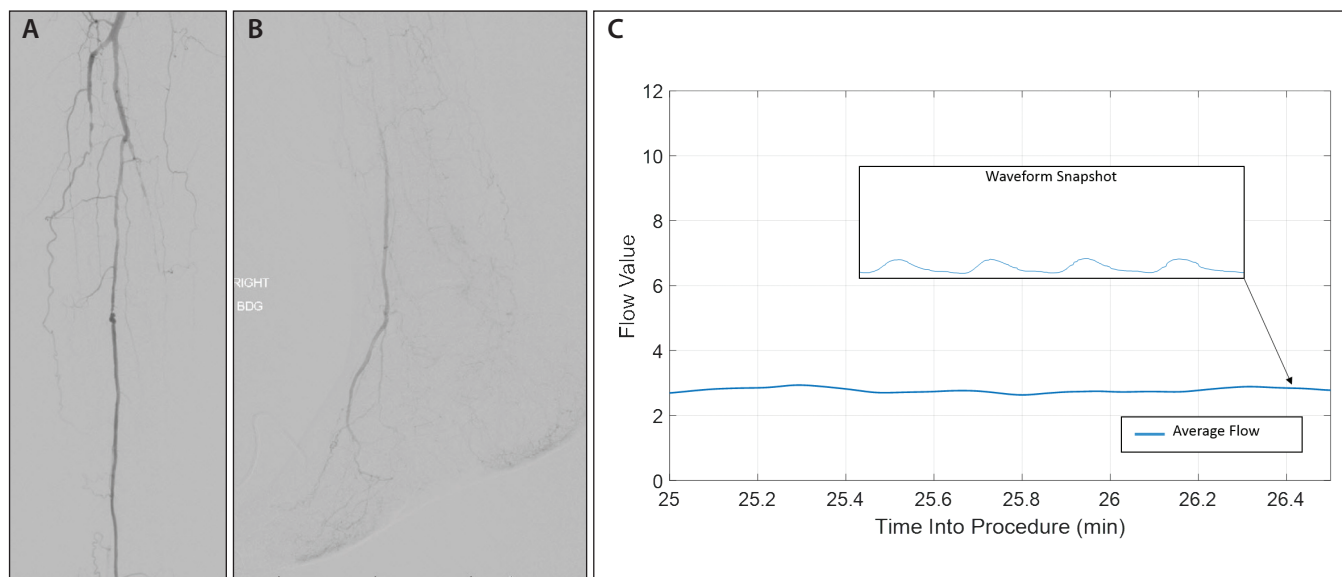 A
B
RIGHT
BDG
C
12
10
8
6
4
2
0
Flow Value
Waveform Snapshot
Average Flow
25
25.2
25.4
25.6
25.8
26
26.2
26.4
Time Into Procedure (min)